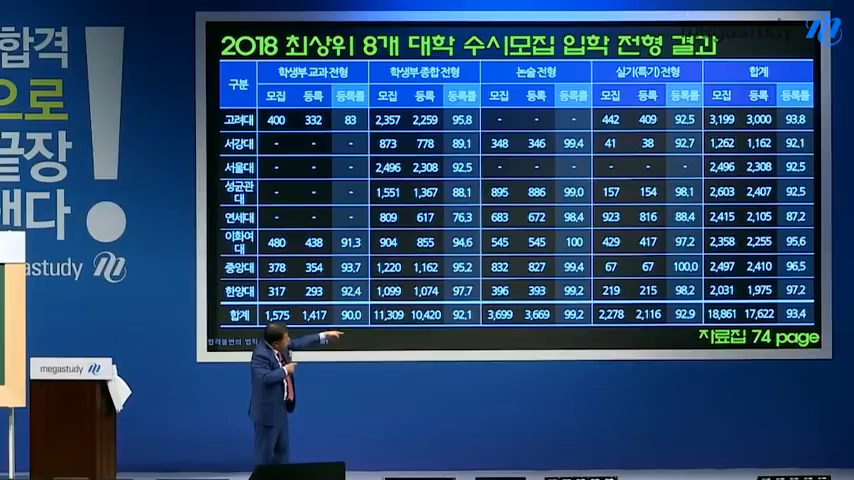 합격
으로
끝장
낸다
megastudy
megastudy
megastudy
2018 최상위 8개 대학 수시모집 입학 전형 결과
구분 학생부 교과 전형 학생부 종합 전형 논술 전형 실기(특기) 전형 합계
모집 등록 등록률 모집 등록 등록률 모집 등록 등록률 모집 등록 등록률 모집 등록 등록률
고려대 400 332 83 2,357 2,259 95.8 - - - 442 409 92.5 3,199 3,000 93.8
서강대 - - - 873 778 89.1 348 346 99.4 41 38 92.7 1,262 1,162 92.1
서울대 - - - 2,496 2,308 92.5 - - - - - - 2,496 2,308 92.5
성균관대 - - - 1,551 1,367 88.1 895 886 99.0 157 154 98.1 2,603 2,407 92.5
연세대 - - - 809 617 76.3 683 672 98.4 923 816 88.4 2,415 2,105 87.2
이화여대 480 438 91.3 904 855 94.6 545 545 100 429 417 97.2 2,358 2,255 95.6
중앙대 378 354 93.7 1,220 1,162 95.2 832 827 99.4 67 67 100.0 2,497 2,410 96.5
한양대 317 293 92.4 1,099 1,074 97.7 396 393 99.2 219 215 98.2 2,031 1,975 97.2
합계 1,575 1,417 90.0 11,309 10,420 92.1 3,699 3,669 99.2 2,278 2,116 92.9 18,861 17,622 93.4
합격불변의 법칙
자료집 74 page